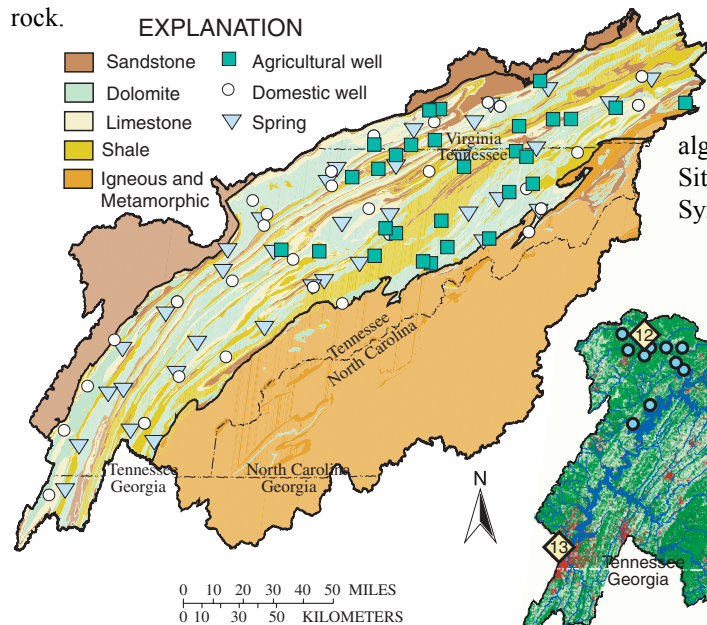 rock.
EXPLANATION
Sandstone
Dolomite
Limestone
Shale
Igneous and
Metamorphic
Agricultural well
Domestic well
Spring
Virginia
Tennessee
alg
Sit
Sy
Tennessee
North Carolina
12
Tennessee
Georgia
North Carolina
Georgia
N
13
Tennessee
Georgia
0 10 20 30 40 50 MILES
0 10 30 50 KILOMETERS